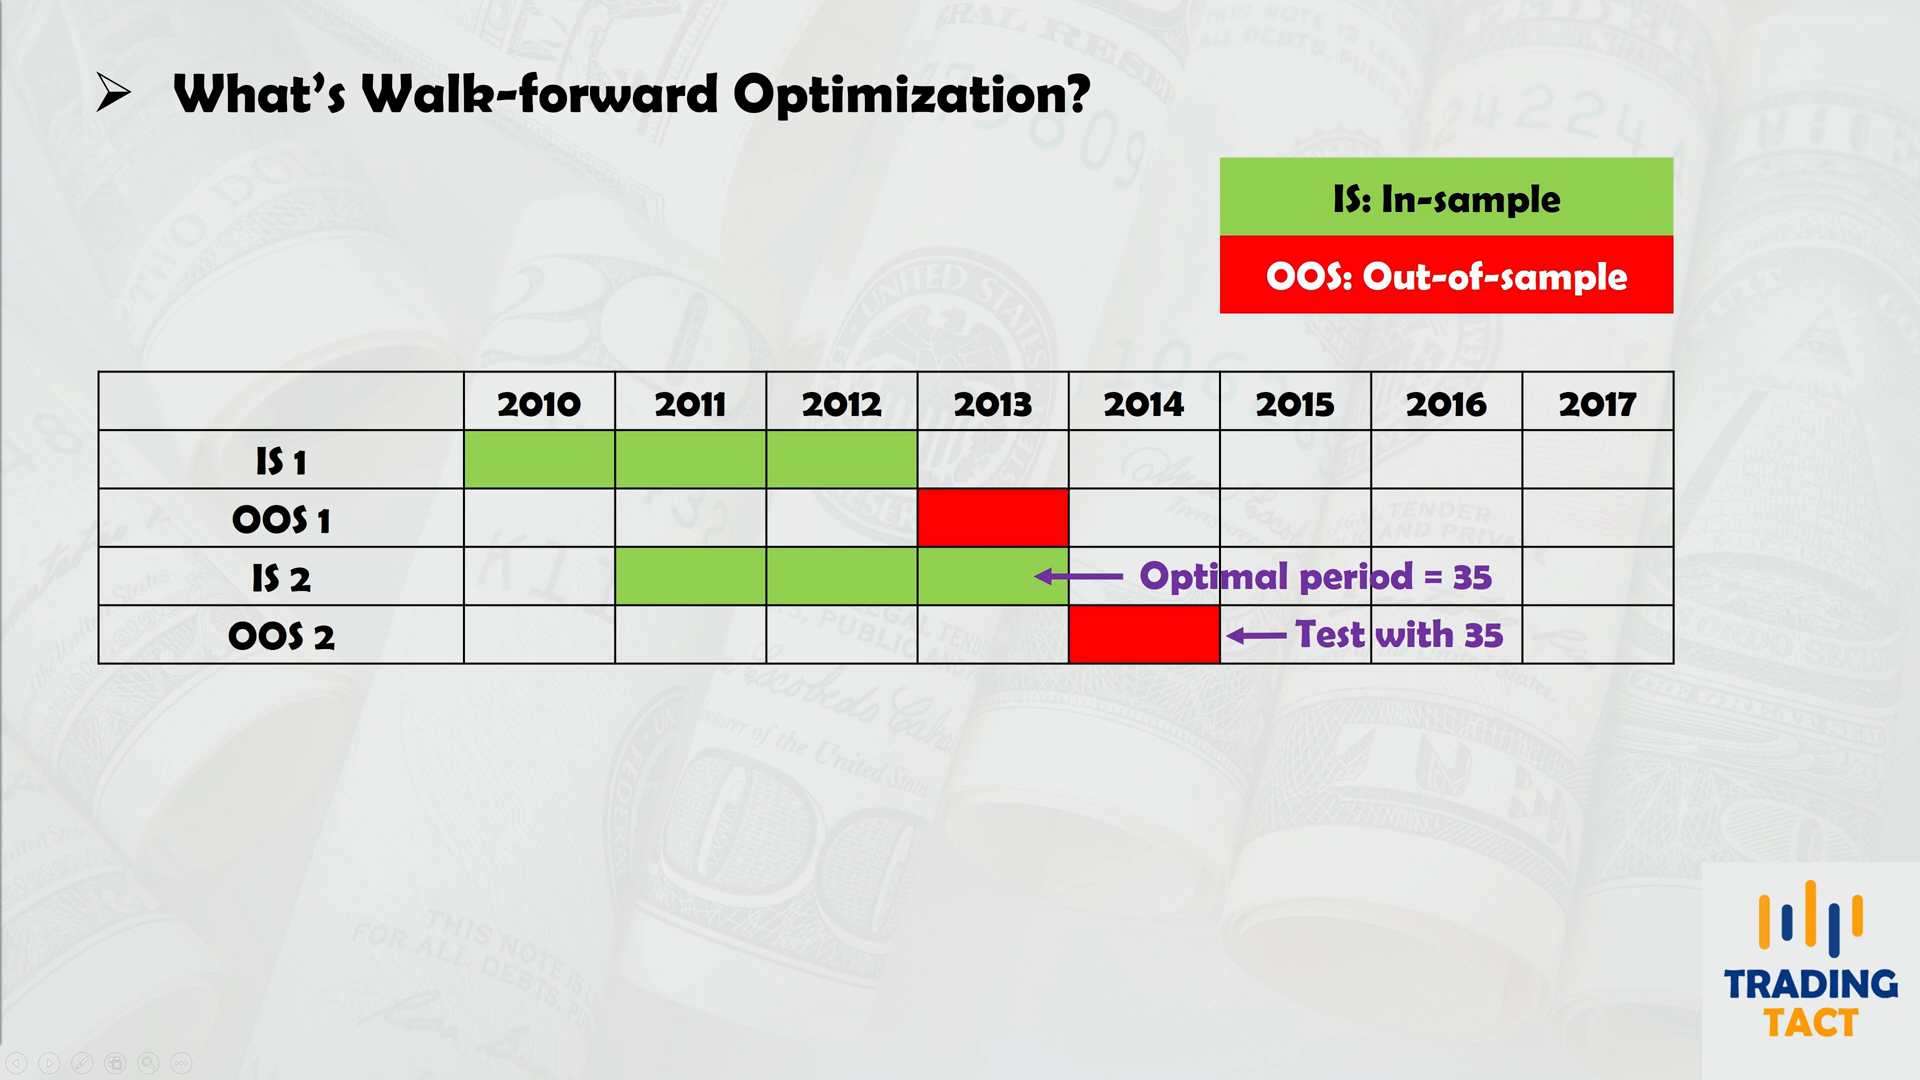 What's Walk-forward Optimization?
IS: In-sample
OOS: Out-of-sample
2010 2011 2012 2013 2014 2015 2016 2017
IS 1
OOS 1
IS 2 Optimal period = 35
OOS 2 Test with 35
TRADING
TACT